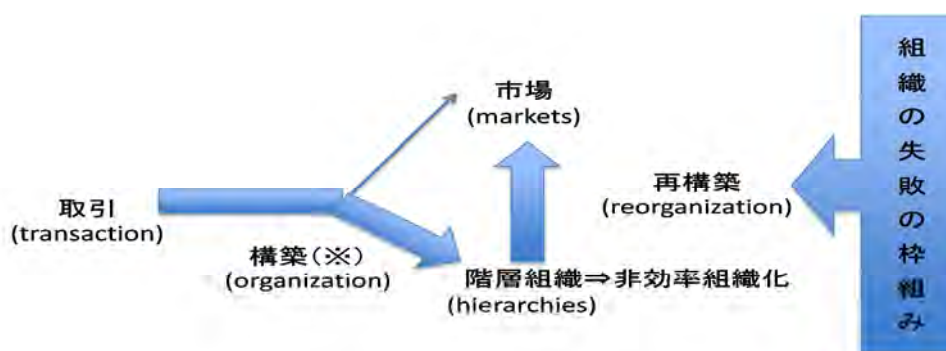 市場
(markets)
取引
(transaction)
構築(※)
(organization)
階層組織⇒非効率組織化
(hierarchies)
再構築
(reorganization)
組織の失敗の枠組み